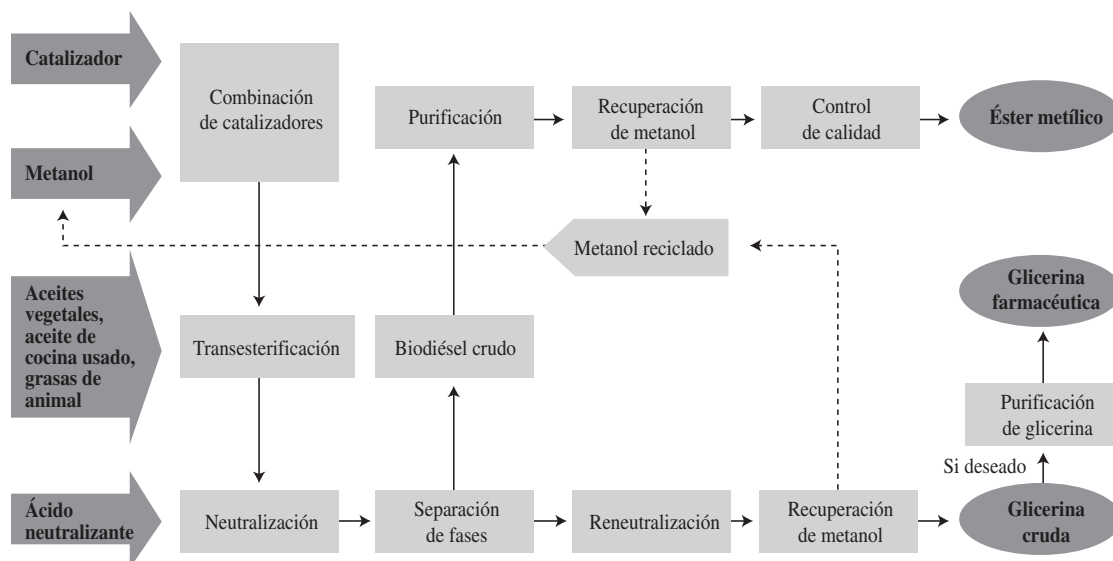 Catalizador
Combinación
de catalizadores
Purificación
Recuperación
de metanol
Control
de calidad
Éster metílico
Metanol
Metanol reciclado
Aceites
vegetales,
aceite de
cocina usado,
grasas de
animal
Transesterificación
Biodiésel crudo
Glicerina
farmacéutica
Purificación
de glicerina
Si deseado
Ácido
neutralizante
Neutralización
Separación
de fases
Reneutralización
Recuperación
de metanol
Glicerina
cruda